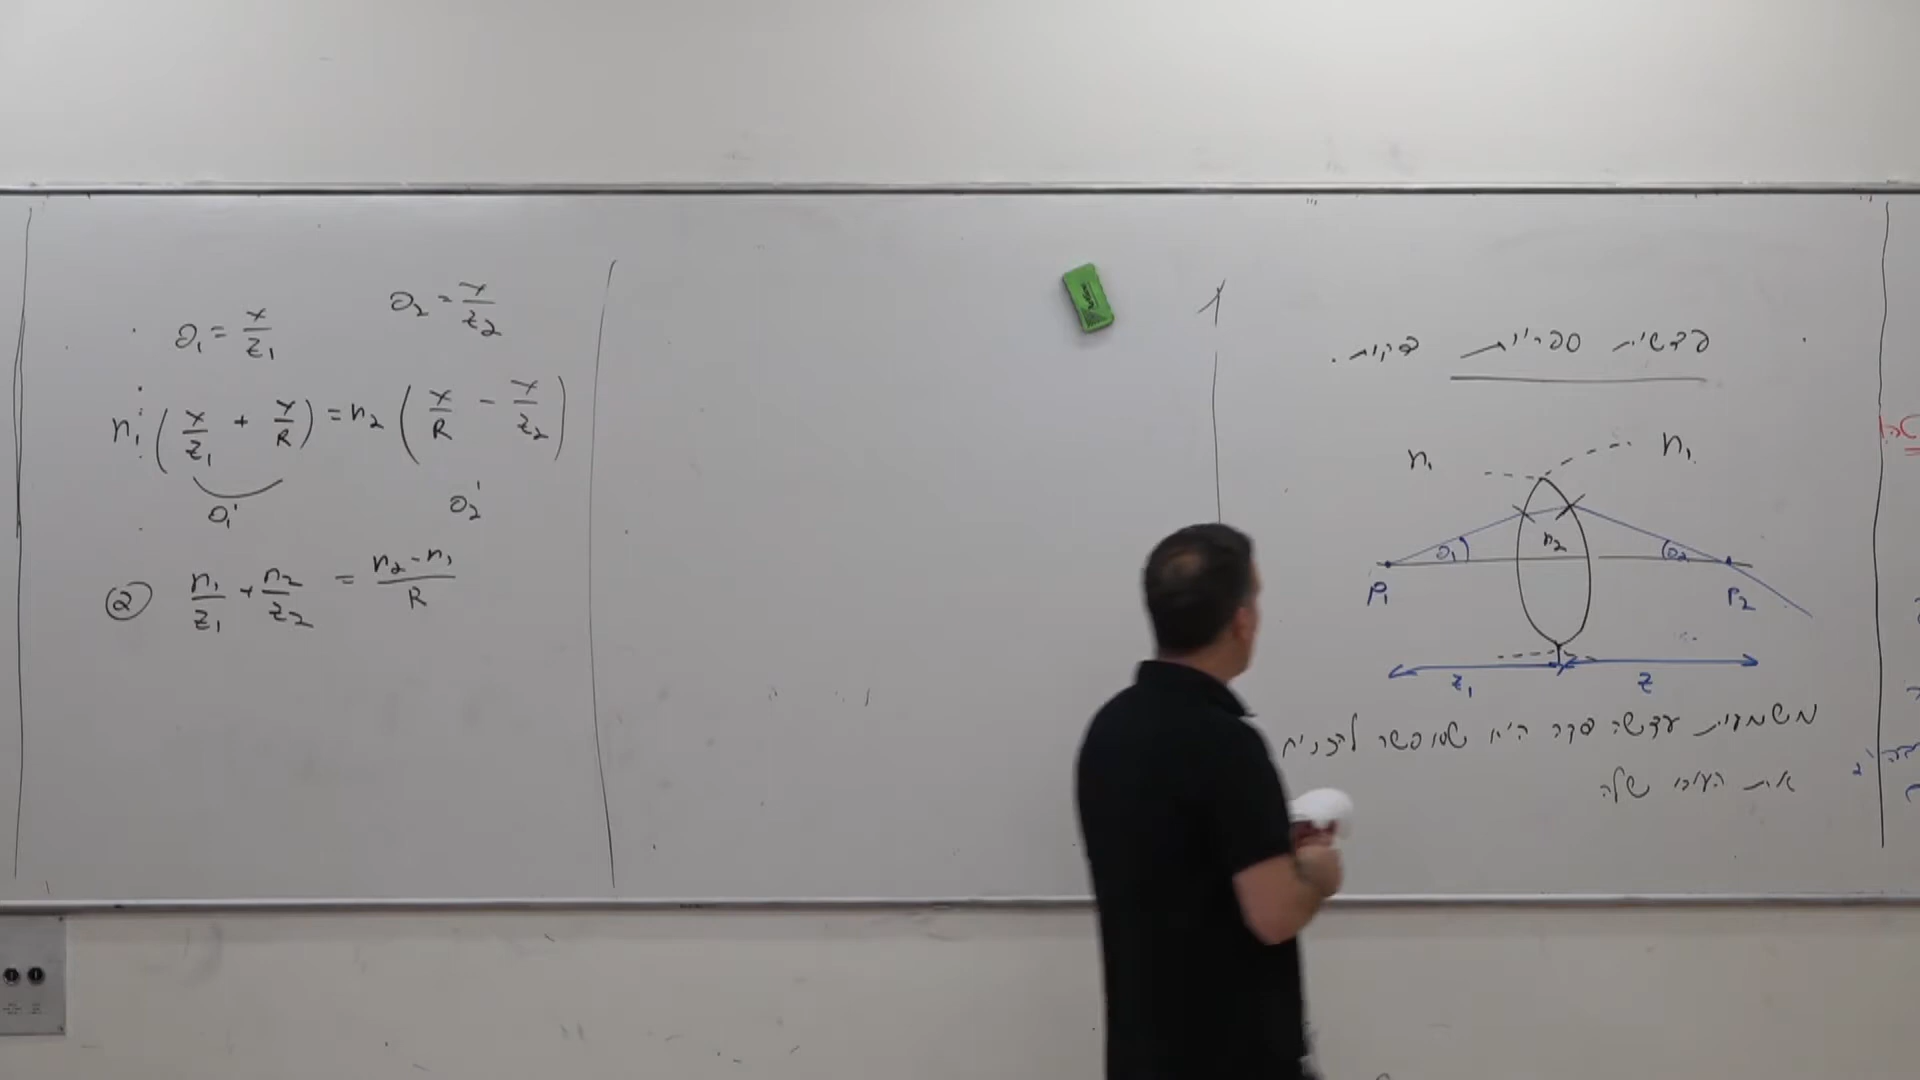 θ₁ = y/z₁    θ₂ = y/z₂
n₁ (y/z₁ + y/R) = n₂ (y/R - y/z₂)
θ₁'    θ₂'
② n₁/z₁ + n₂/z₂ = (n₂ - n₁)/R
עדשות ספריות דקות.
n₁    n₁
θ₁    n₂    θ₂
P₁    P₂
z₁    z
משמעות עדשה דקה היא שאפשר להזניח
את העובי שלה